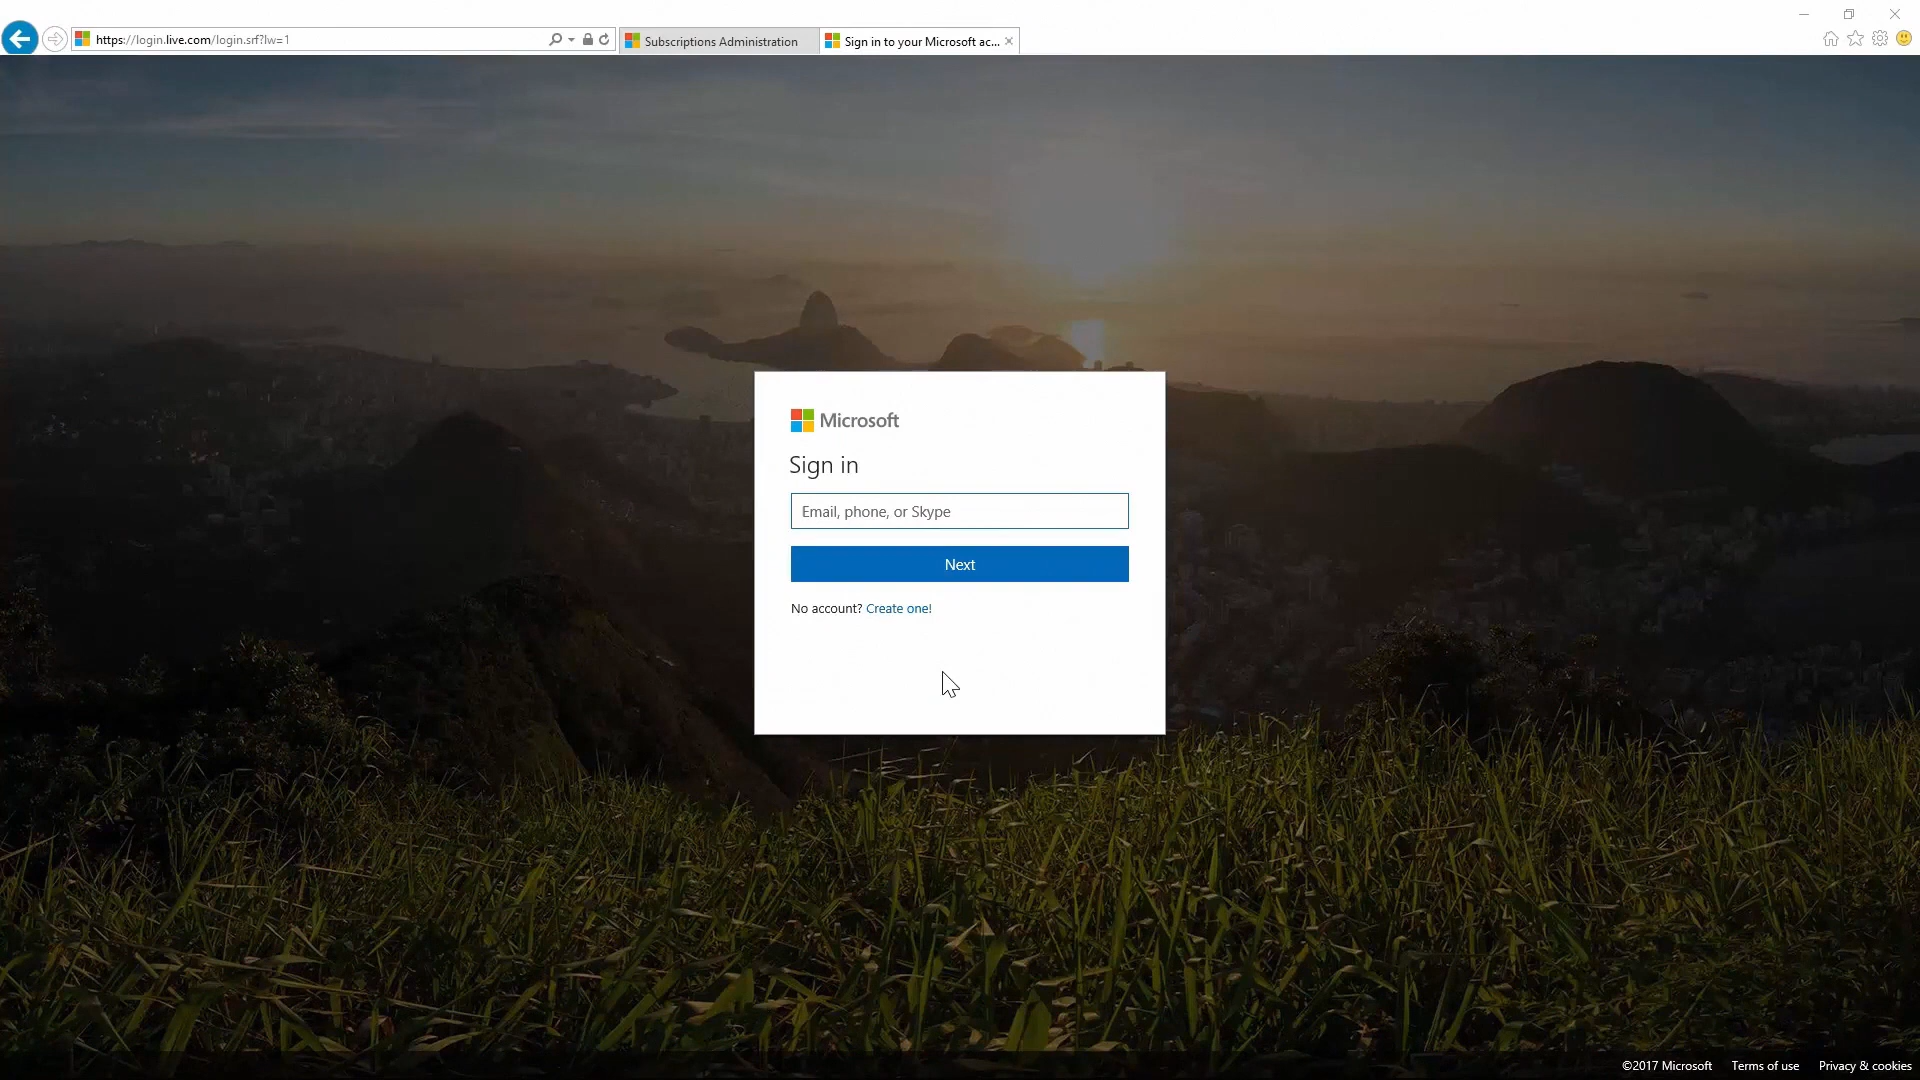 https://login.live.com/login.srf?lw=1
Subscriptions Administration
Sign in to your Microsoft ac...
Microsoft
Sign in
Email, phone, or Skype
Next
No account? Create one!
©2017 Microsoft Terms of use Privacy & cookies